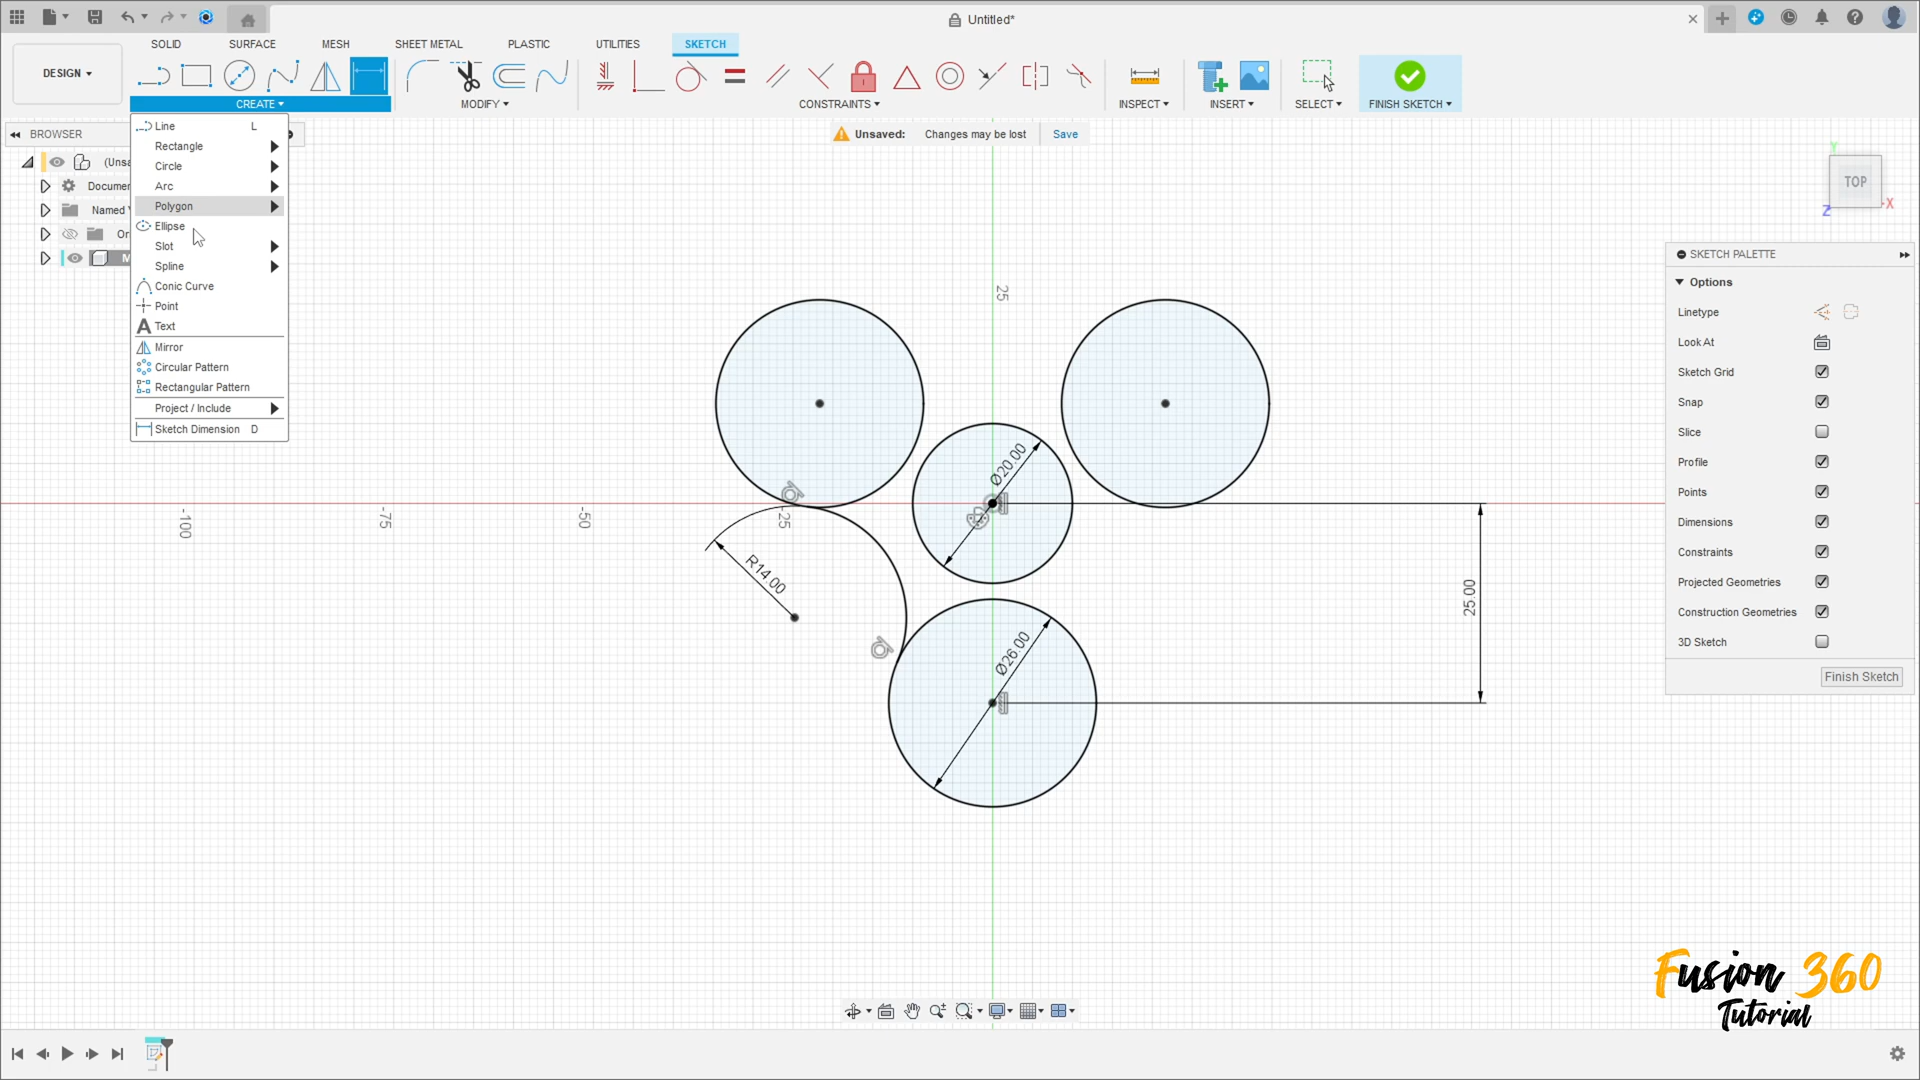 Untitled*
DESIGN
SOLID
SURFACE
MESH
SHEET METAL
PLASTIC
UTILITIES
SKETCH
CREATE
MODIFY
CONSTRAINTS
INSPECT
INSERT
SELECT
FINISH SKETCH
BROWSER
Unsaved: Changes may be lost Save
(Unsa
Documen
Named V
Or
M
Line L
Rectangle
Circle
Arc
Polygon
Ellipse
Slot
Spline
Conic Curve
Point
Text
Mirror
Circular Pattern
Rectangular Pattern
Project / Include
Sketch Dimension D
TOP
Y
X
Z
25
-100
-75
-50
-25
Ø20.00
R14.00
Ø26.00
25.00
SKETCH PALETTE
Options
Linetype
Look At
Sketch Grid
Snap
Slice
Profile
Points
Dimensions
Constraints
Projected Geometries
Construction Geometries
3D Sketch
Finish Sketch
Fusion 360
Tutorial